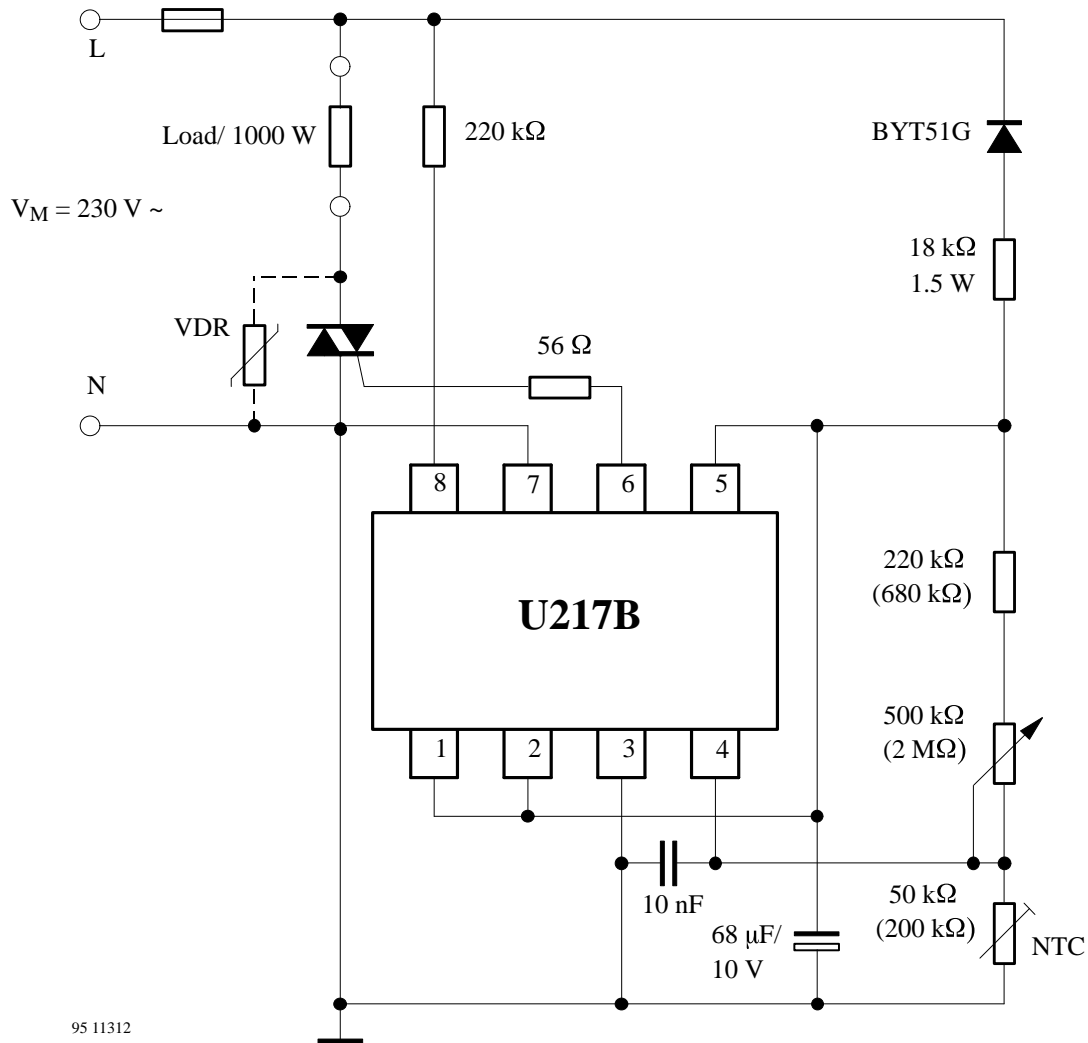 L
Load/ 1000 W
220 kΩ
BYT51G
V_M = 230 V ~
18 kΩ
1.5 W
VDR
56 Ω
N
8
7
6
5
U217B
220 kΩ
(680 kΩ)
1
2
3
4
500 kΩ
(2 MΩ)
10 nF
50 kΩ
(200 kΩ)
68 μF/
10 V
NTC
95 11312